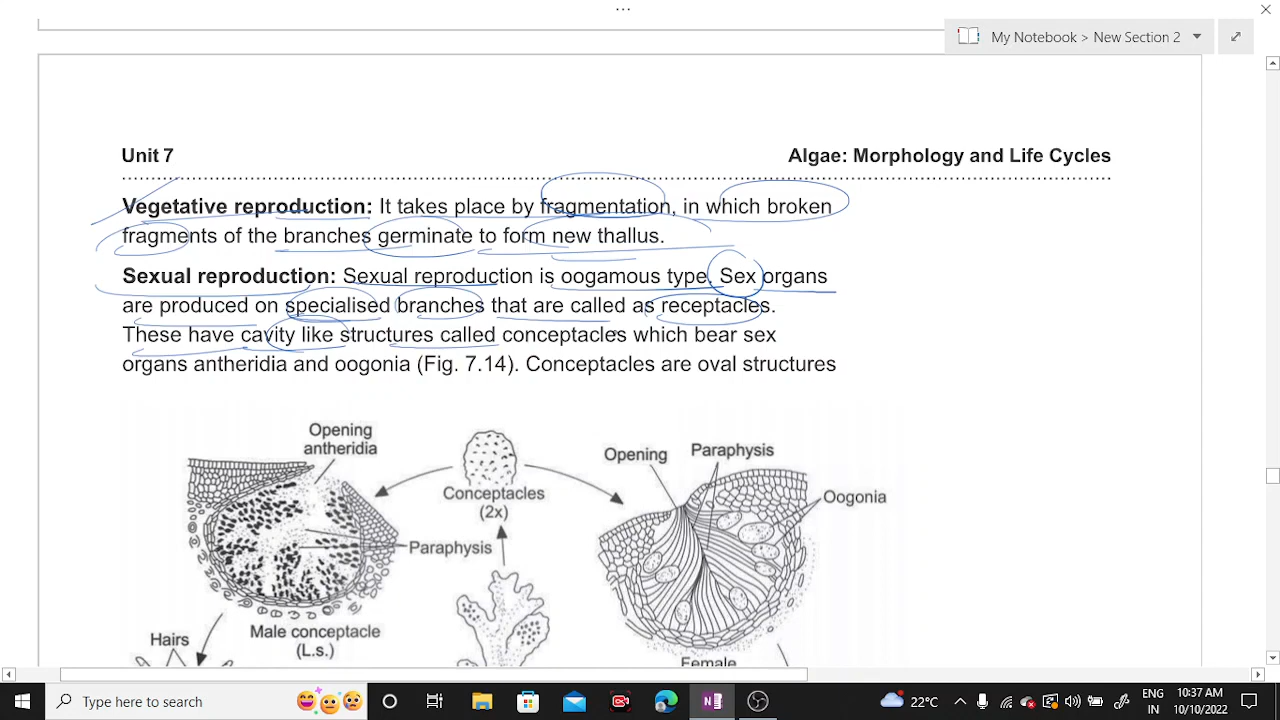 ...
My Notebook > New Section 2
Unit 7
Algae: Morphology and Life Cycles
Vegetative reproduction: It takes place by fragmentation, in which broken
fragments of the branches germinate to form new thallus.
Sexual reproduction: Sexual reproduction is oogamous type. Sex organs
are produced on specialised branches that are called as receptacles.
These have cavity like structures called conceptacles which bear sex
organs antheridia and oogonia (Fig. 7.14). Conceptacles are oval structures
Opening
antheridia
Conceptacles
(2x)
Opening
Paraphysis
Oogonia
Paraphysis
Male conceptacle
(L.s.)
Hairs
Female
Type here to search
22°C
ENG
IN
10:37 AM
10/10/2022